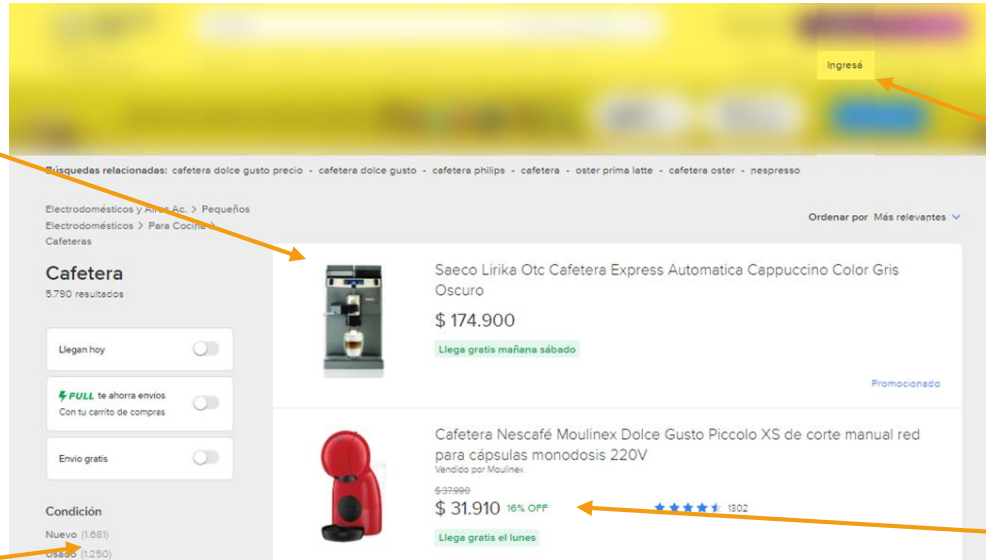 Ingresá
Búsquedas relacionadas: cafetera dolce gusto precio - cafetera dolce gusto - cafetera philips - cafetera - oster prima latte - cafetera oster - nespresso
Electrodomésticos y Aires Ac. > Pequeños
Electrodomésticos > Para Cocina >
Cafeteras
Ordenar por Más relevantes
Cafetera
5.790 resultados
Llegan hoy
FULL te ahorra envíos
Con tu carrito de compras
Envío gratis
Condición
Nuevo (1.681)
Usado (1.250)
Saeco Lirika Otc Cafetera Express Automatica Cappuccino Color Gris
Oscuro
$ 174.900
Llega gratis mañana sábado
Promocionado
Cafetera Nescafé Moulinex Dolce Gusto Piccolo XS de corte manual red
para cápsulas monodosis 220V
Vendido por Moulinex
$ 37.990
$ 31.910 16% OFF
1302
Llega gratis el lunes